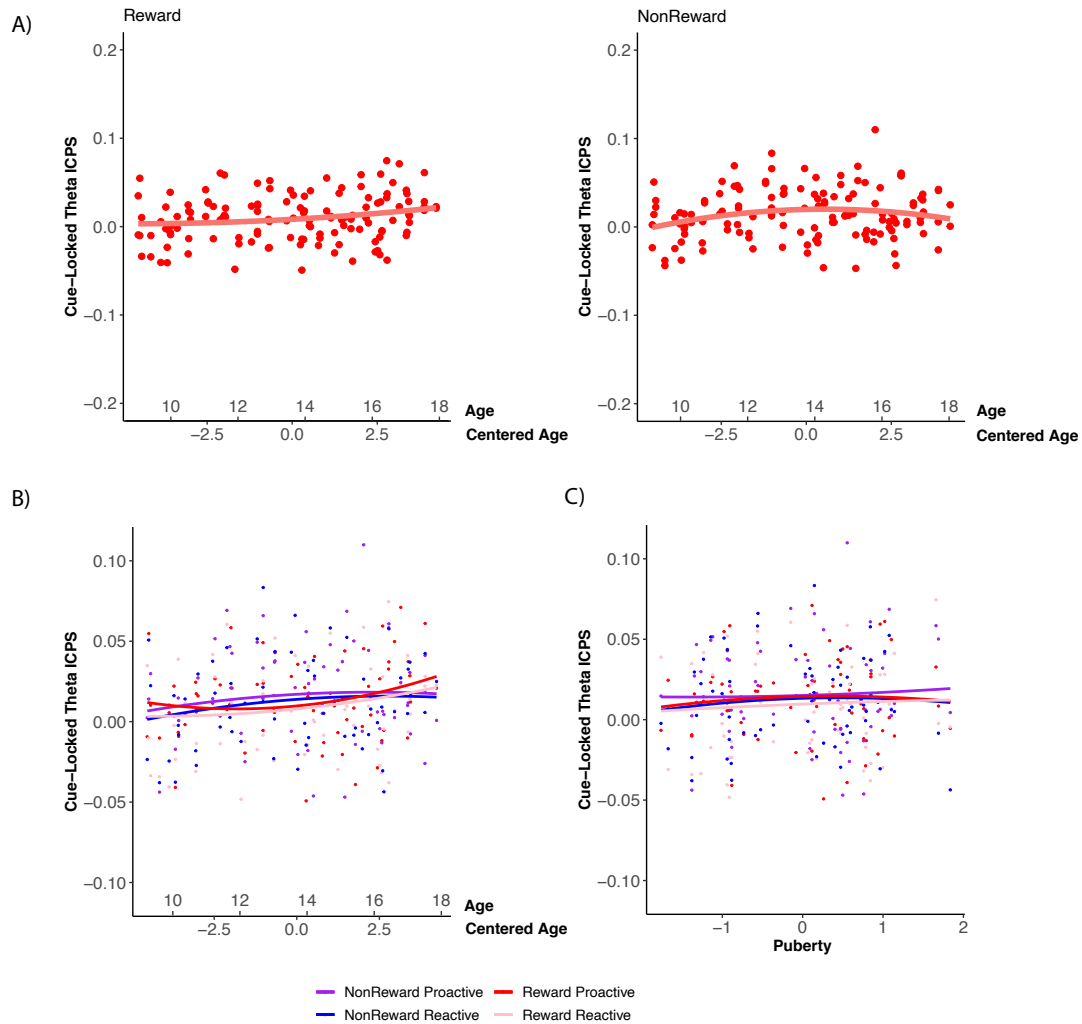 A)
Reward
NonReward
0.2
0.1
0.0
−0.1
−0.2
Cue−Locked Theta ICPS
10 12 14 16 18 Age
−2.5 0.0 2.5 Centered Age
0.2
0.1
0.0
−0.1
−0.2
Cue−Locked Theta ICPS
10 12 14 16 18 Age
−2.5 0.0 2.5 Centered Age
B)
0.10
0.05
0.00
−0.05
−0.10
Cue−Locked Theta ICPS
10 12 14 16 18 Age
−2.5 0.0 2.5 Centered Age
C)
0.10
0.05
0.00
−0.05
−0.10
Cue−Locked Theta ICPS
−1 0 1 2
Puberty
NonReward Proactive Reward Proactive
NonReward Reactive Reward Reactive